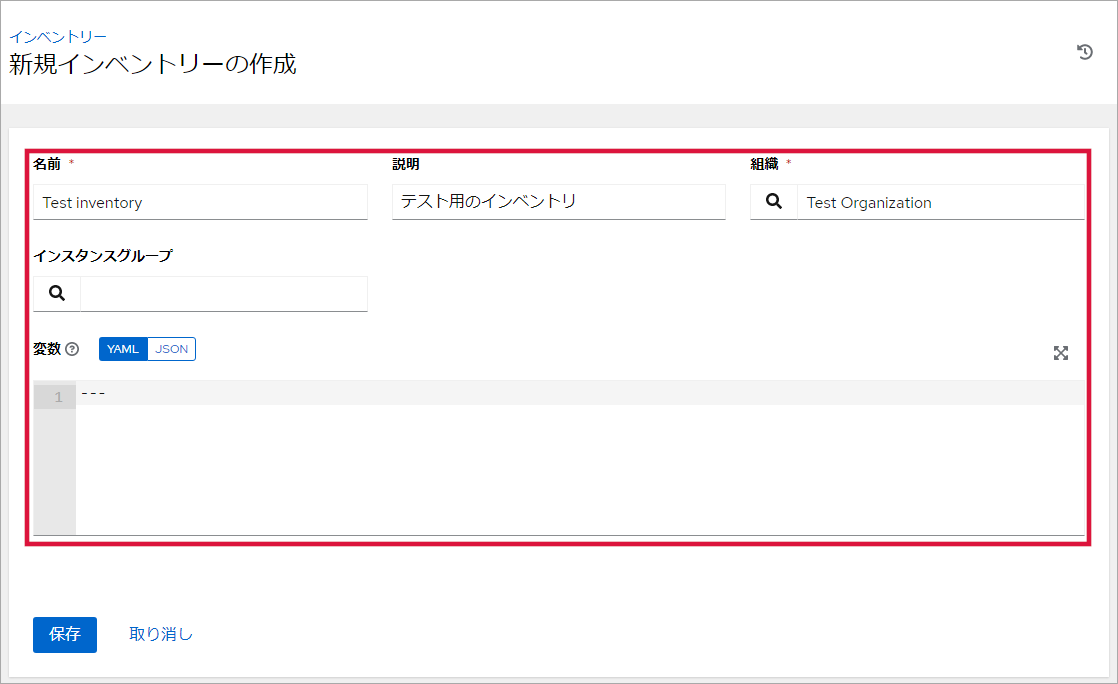 インベントリー
新規インベントリーの作成
名前 *
説明
組織 *
Test inventory
テスト用のインベントリ
Test Organization
インスタンスグループ
変数 ? YAML JSON
1 ---
保存 取り消し